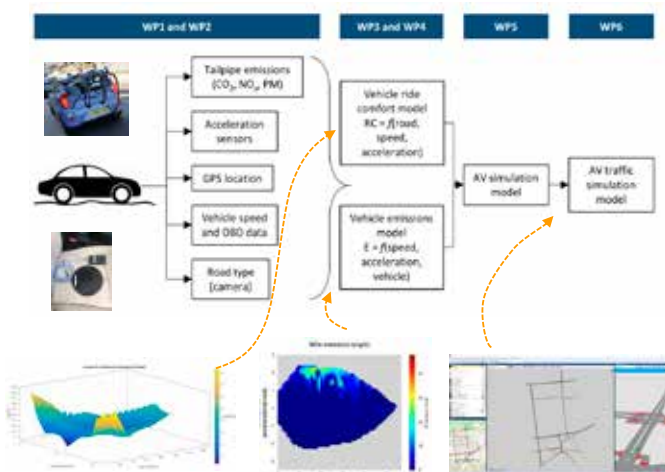 WP1 and WP2
WP3 and WP4
WP5
WP6
Tailpipe emissions
(CO₂, NOₓ, PM)
Acceleration
sensors
GPS location
Vehicle speed
and OBD data
Road type
(camera)
Vehicle ride
comfort model
RC = f(road,
speed,
acceleration)
Vehicle emissions
model
E = f(speed,
acceleration,
vehicle)
AV simulation
model
AV traffic
simulation
model